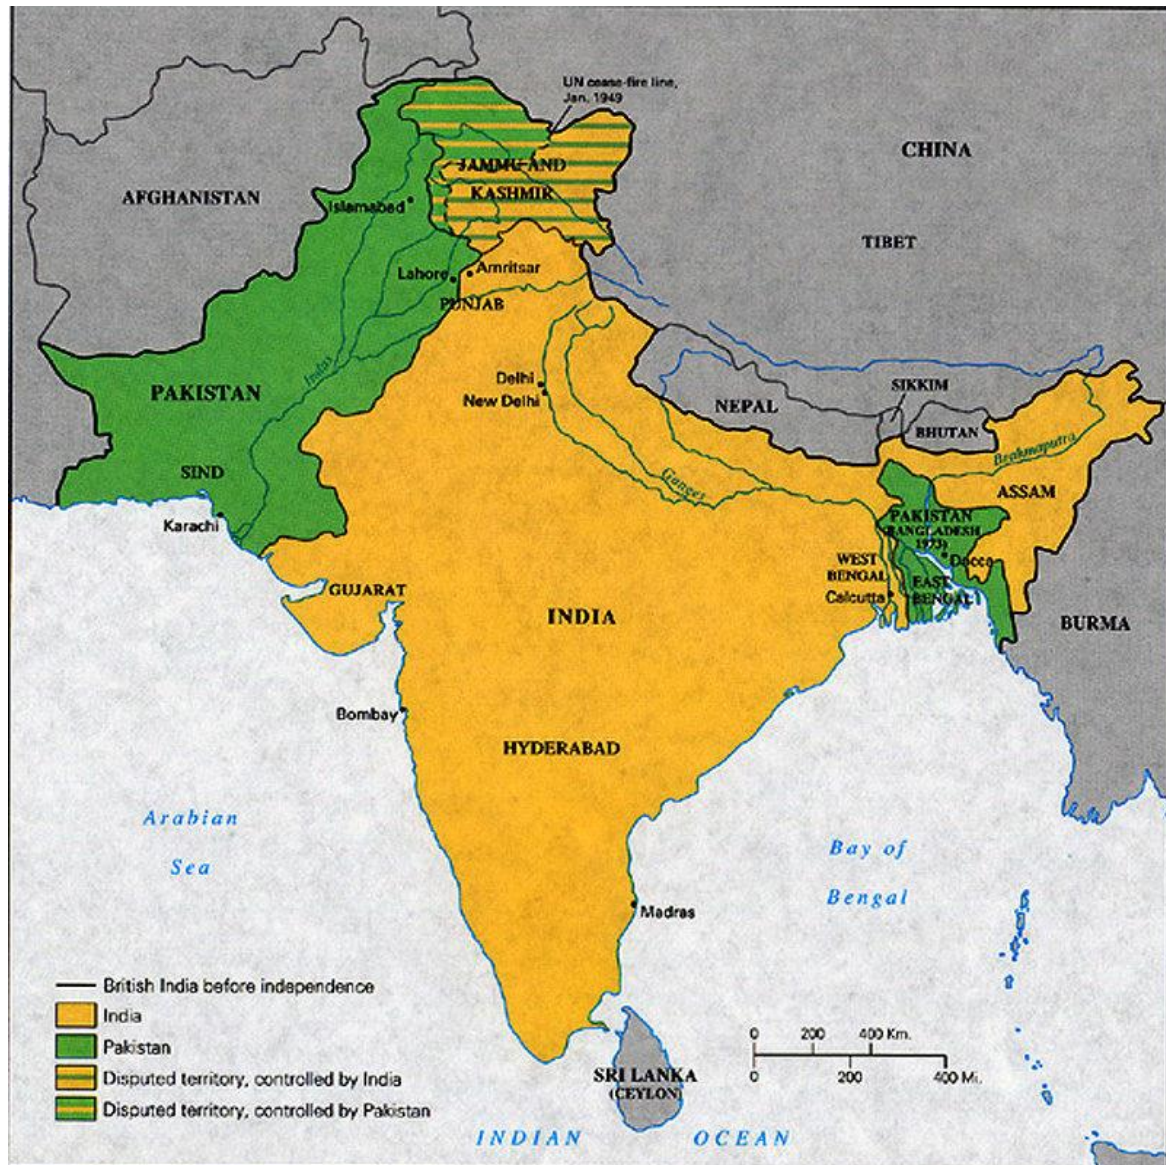 UN cease-fire line,
Jan. 1949
CHINA
JAMMU AND
KASHMIR
AFGHANISTAN
Islamabad
TIBET
Lahore
Amritsar
PUNJAB
Indus
Delhi
New Delhi
PAKISTAN
NEPAL
SIKKIM
BHUTAN
Brahmaputra
SIND
Ganges
ASSAM
Karachi
PAKISTAN
(BANGLADESH
1973)
Dacca
WEST
BENGAL
EAST
BENGAL
Calcutta
GUJARAT
INDIA
BURMA
Bombay
HYDERABAD
Arabian
Sea
Bay of
Bengal
Madras
British India before independence
India
Pakistan
Disputed territory, controlled by India
Disputed territory, controlled by Pakistan
0 200 400 Km.
0 200 400 Mi.
SRI LANKA
(CEYLON)
INDIAN OCEAN